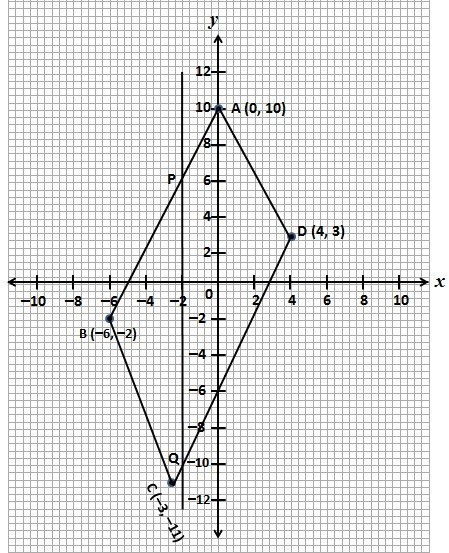 y
12
10 A (0, 10)
8
P 6
4
D (4, 3)
2
x
−10 −8 −6 −4 −2 0 2 4 6 8 10
−2
B (−6, −2)
−4
−6
−8
Q −10
C (−3, −11)
−12